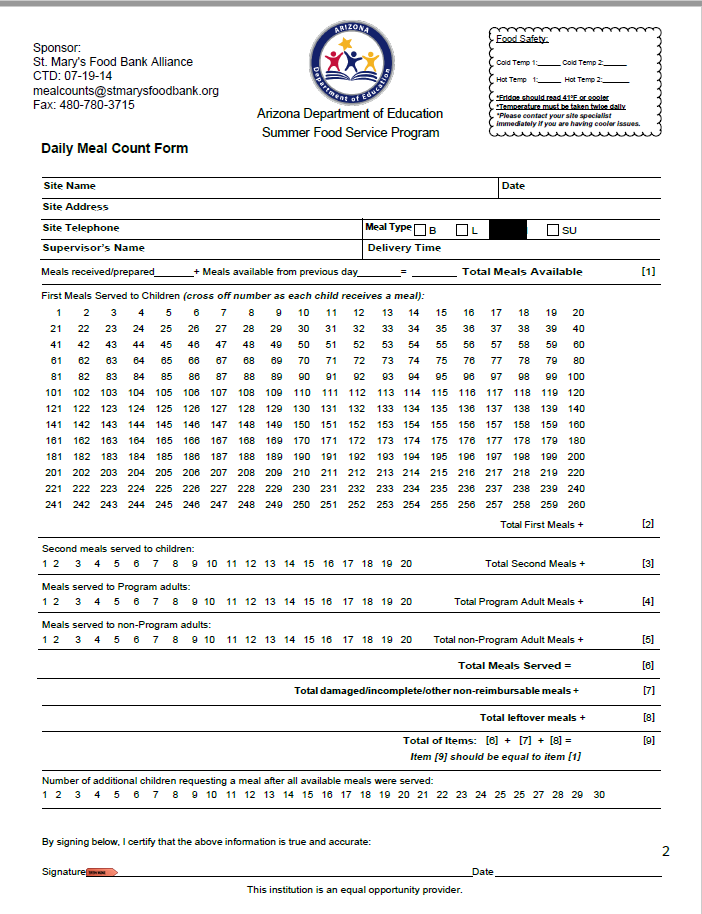 Sponsor:
St. Mary's Food Bank Alliance
CTD: 07-19-14
mealcounts@stmarysfoodbank.org
Fax: 480-780-3715
ARIZONA
Department of Education
Arizona Department of Education
Summer Food Service Program
Food Safety:
Cold Temp 1:______ Cold Temp 2:______
Hot Temp 1:______ Hot Temp 2:______
*Fridge should read 41°F or cooler
*Temperature must be taken twice daily
*Please contact your site specialist
immediately if you are having cooler issues.
Daily Meal Count Form
Site Name Date
Site Address
Site Telephone Meal Type B L SU
Supervisor's Name Delivery Time
Meals received/prepared_______+ Meals available from previous day_______= ________ Total Meals Available [1]
First Meals Served to Children (cross off number as each child receives a meal):
1 2 3 4 5 6 7 8 9 10 11 12 13 14 15 16 17 18 19 20
21 22 23 24 25 26 27 28 29 30 31 32 33 34 35 36 37 38 39 40
41 42 43 44 45 46 47 48 49 50 51 52 53 54 55 56 57 58 59 60
61 62 63 64 65 66 67 68 69 70 71 72 73 74 75 76 77 78 79 80
81 82 83 84 85 86 87 88 89 90 91 92 93 94 95 96 97 98 99 100
101 102 103 104 105 106 107 108 109 110 111 112 113 114 115 116 117 118 119 120
121 122 123 124 125 126 127 128 129 130 131 132 133 134 135 136 137 138 139 140
141 142 143 144 145 146 147 148 149 150 151 152 153 154 155 156 157 158 159 160
161 162 163 164 165 166 167 168 169 170 171 172 173 174 175 176 177 178 179 180
181 182 183 184 185 186 187 188 189 190 191 192 193 194 195 196 197 198 199 200
201 202 203 204 205 206 207 208 209 210 211 212 213 214 215 216 217 218 219 220
221 222 223 224 225 226 227 228 229 230 231 232 233 234 235 236 237 238 239 240
241 242 243 244 245 246 247 248 249 250 251 252 253 254 255 256 257 258 259 260
Total First Meals + [2]
Second meals served to children:
1 2 3 4 5 6 7 8 9 10 11 12 13 14 15 16 17 18 19 20 Total Second Meals + [3]
Meals served to Program adults:
1 2 3 4 5 6 7 8 9 10 11 12 13 14 15 16 17 18 19 20 Total Program Adult Meals + [4]
Meals served to non-Program adults:
1 2 3 4 5 6 7 8 9 10 11 12 13 14 15 16 17 18 19 20 Total non-Program Adult Meals + [5]
Total Meals Served = [6]
Total damaged/incomplete/other non-reimbursable meals + [7]
Total leftover meals + [8]
Total of Items: [6] + [7] + [8] = [9]
Item [9] should be equal to item [1]
Number of additional children requesting a meal after all available meals were served:
1 2 3 4 5 6 7 8 9 10 11 12 13 14 15 16 17 18 19 20 21 22 23 24 25 25 27 28 29 30
By signing below, I certify that the above information is true and accurate:
2
Signature Date
This institution is an equal opportunity provider.